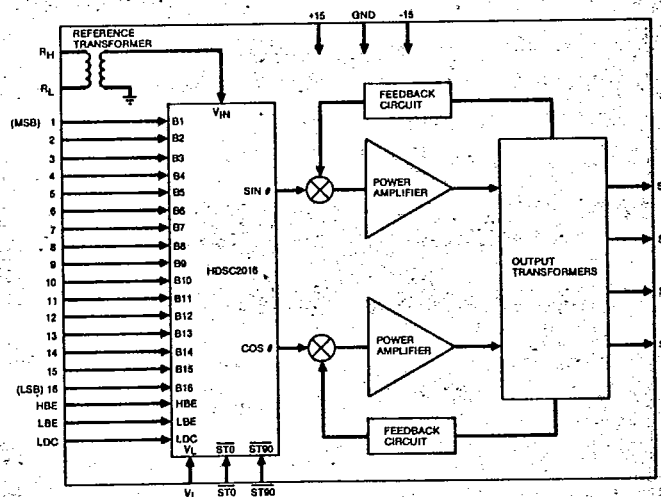 +15 GND -15
REFERENCE
TRANSFORMER
RH
RL
VIN
FEEDBACK
CIRCUIT
(MSB) 1 B1
2 B2
3 B3
4 B4
5 B5
6 B6
7 B7
8 B8
9 B9
10 B10
11 B11
12 B12
13 B13
14 B14
15 B15
(LSB) 16 B16
HBE HBE
LBE LBE
LDC LDC
HDSC2016
SIN θ
COS θ
POWER
AMPLIFIER
POWER
AMPLIFIER
OUTPUT
TRANSFORMERS
FEEDBACK
CIRCUIT
VL ST0 ST90
VL ST0 ST90